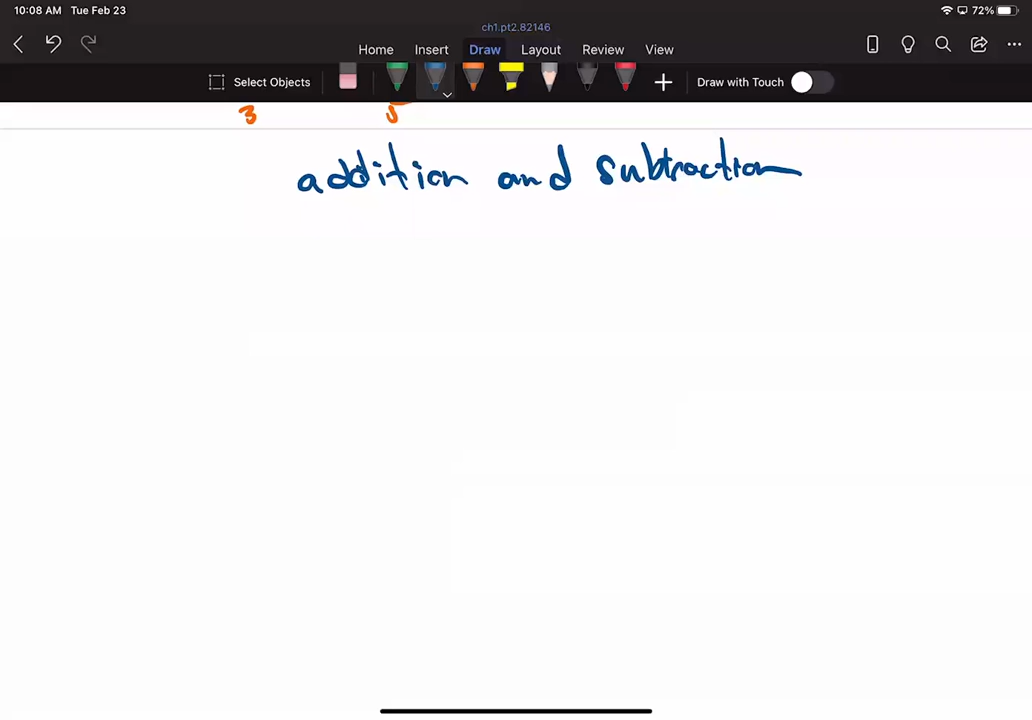 10:08 AM Tue Feb 23 72%
ch1.pt2.82146
Home Insert Draw Layout Review View
Select Objects Draw with Touch
3
addition and subtraction